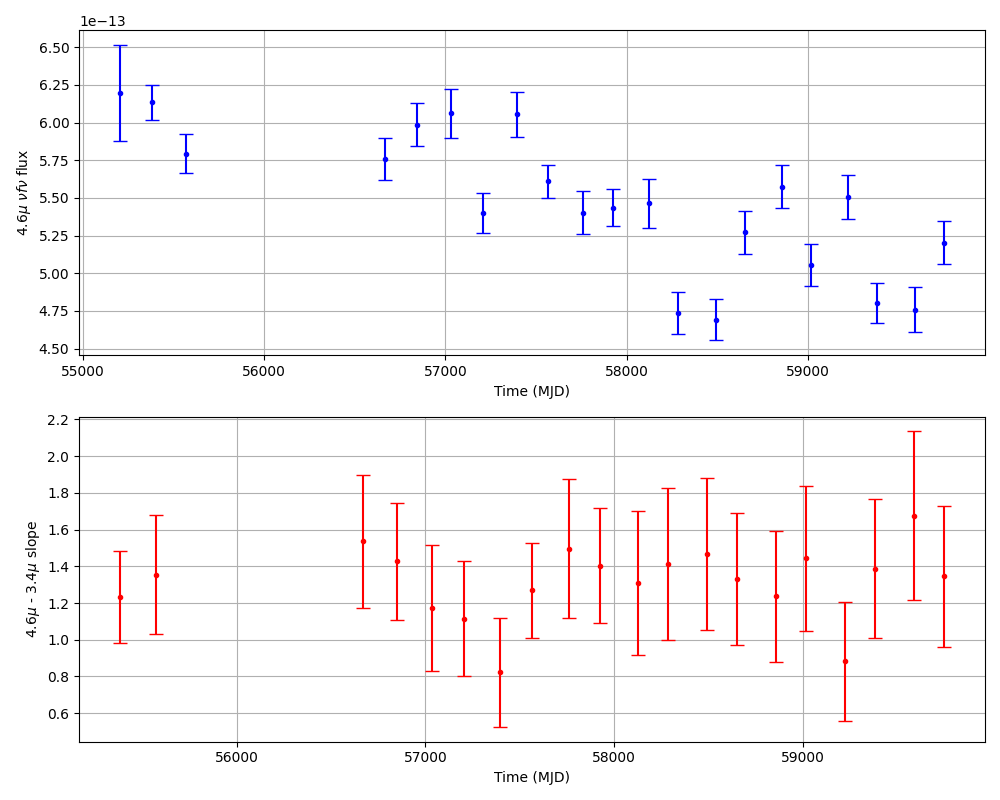 1e−13
6.50
6.25
6.00
5.75
5.50
5.25
5.00
4.75
4.50
4.6μ νfν flux
55000 56000 57000 58000 59000
Time (MJD)
2.2
2.0
1.8
1.6
1.4
1.2
1.0
0.8
0.6
4.6μ - 3.4μ slope
56000 57000 58000 59000
Time (MJD)